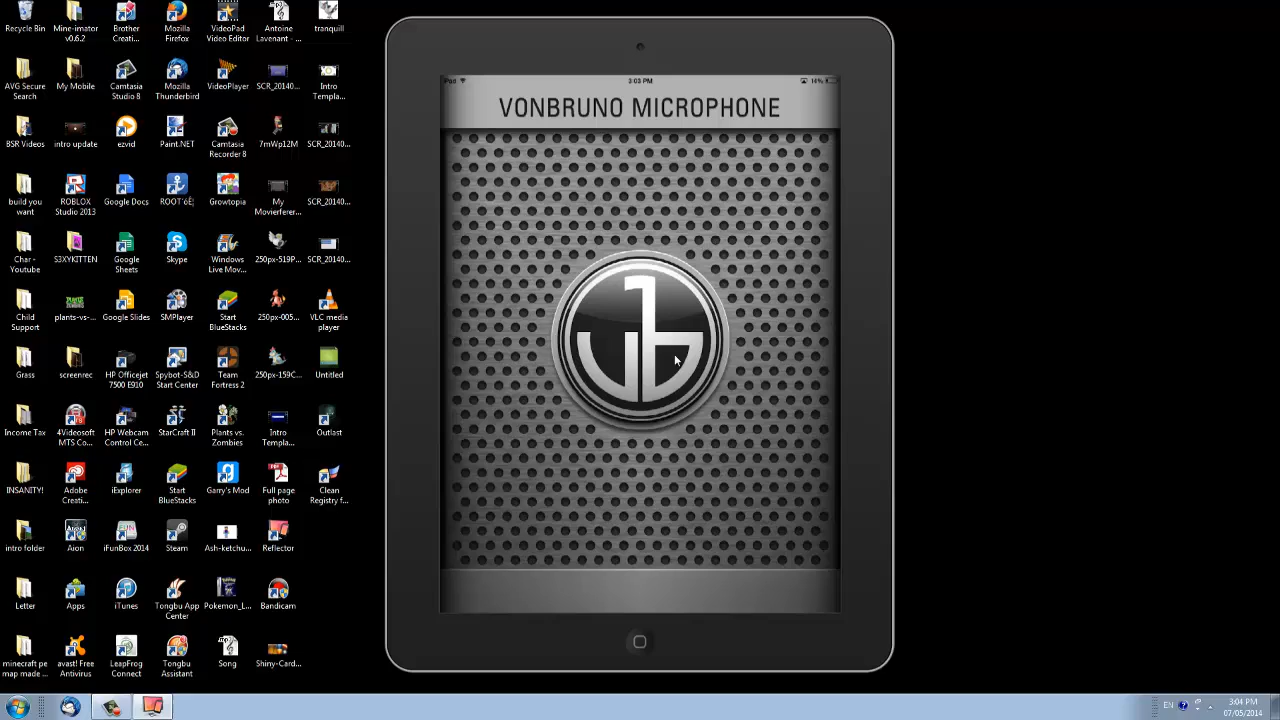 Recycle Bin
Mine-imator
v0.6.2
Brother
Creati...
Mozilla
Firefox
VideoPad
Video Editor
Antoine
Lavenant - ...
tranquill
AVG Secure
Search
My Mobile
Camtasia
Studio 8
Mozilla
Thunderbird
VideoPlayer
SCR_20140...
Intro
Templa...
BSR Videos
intro update
ezvid
Paint.NET
Camtasia
Recorder 8
7mWp12M
SCR_20140...
build you
want
ROBLOX
Studio 2013
Google Docs
Growtopia
My
Movierferer...
SCR_20140...
Char -
Youtube
S3XYKITTEN
Google
Sheets
Skype
Windows
Live Mov...
250px-519P...
SCR_20140...
Child
Support
plants-vs-...
Google Slides
SMPlayer
Start
BlueStacks
250px-005...
VLC media
player
Grass
screenrec
HP Officejet
7500 E910
Spybot-S&D
Start Center
Team
Fortress 2
250px-159C...
Untitled
Income Tax
4Videosoft
MTS Co...
HP Webcam
Control Ce...
StarCraft II
Plants vs.
Zombies
Intro
Templa...
Outlast
INSANITY!
Adobe
Creati...
iExplorer
Start
BlueStacks
Garry's Mod
Full page
photo
Clean
Registry f...
intro folder
Aion
iFunBox 2014
Steam
Ash-ketchu...
Reflector
Letter
Apps
iTunes
Tongbu App
Center
Pokemon_L...
Bandicam
minecraft pe
map made ...
avast! Free
Antivirus
LeapFrog
Connect
Tongbu
Assistant
Song
Shiny-Card...
iPad
3:03 PM
14%
VONBRUNO MICROPHONE
vb
EN
3:04 PM
07/05/2014